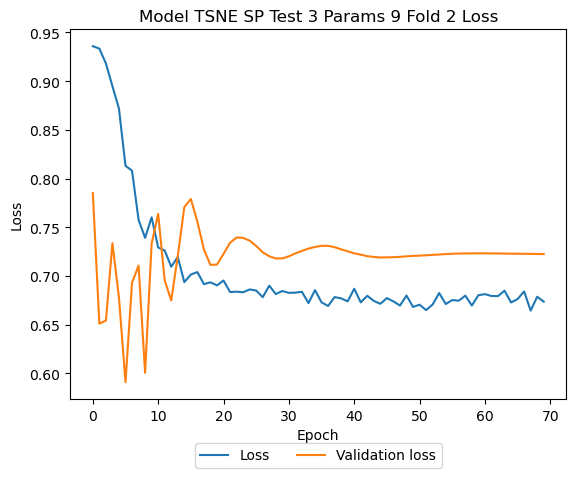 Model TSNE SP Test 3 Params 9 Fold 2 Loss
0.95
0.90
0.85
0.80
0.75
0.70
0.65
0.60
Loss
0 10 20 30 40 50 60 70
Epoch
Loss Validation loss